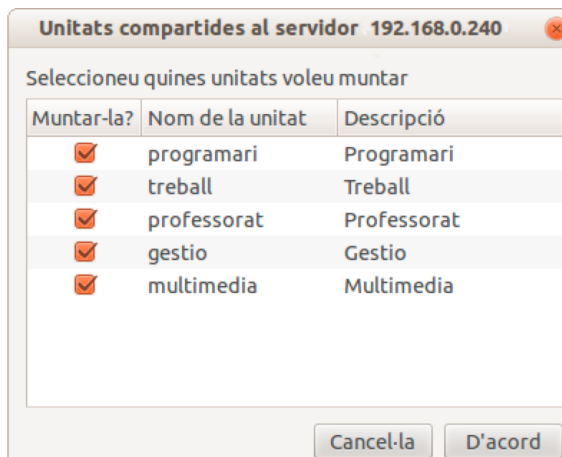 Unitats compartides al servidor 192.168.0.240
Seleccioneu quines unitats voleu muntar
Muntar-la? Nom de la unitat Descripció
programari Programari
treball Treball
professorat Professorat
gestio Gestio
multimedia Multimedia
Cancel·la D'acord